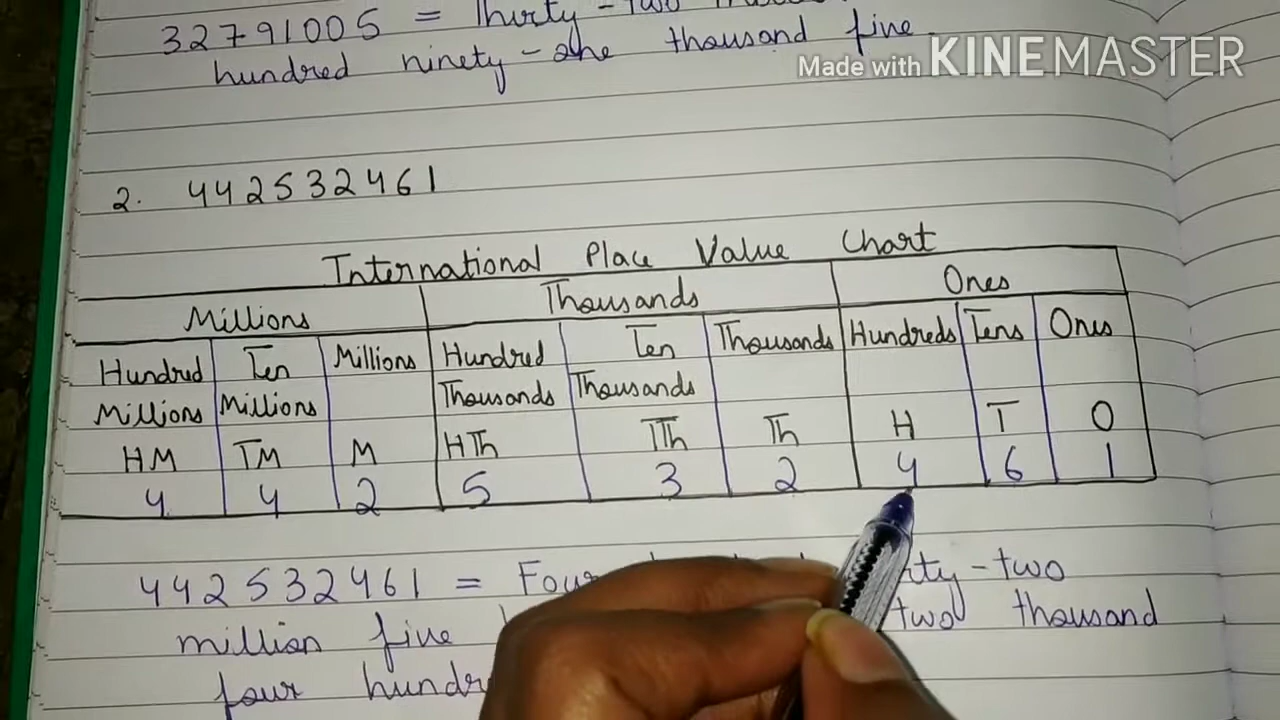 32791005 = Thirty-two
hundred ninety-one thousand five
Made with KINEMASTER
2. 442532461
International Place Value Chart
Millions Thousands Ones
Hundred Ten Millions Hundred Ten Thousands Hundreds Tens Ones
Millions Millions Thousands Thousands
HM TM M HTh TTh Th H T O
4 4 2 5 3 2 4 6 1
442532461 = Four -two
million five two thousand
four